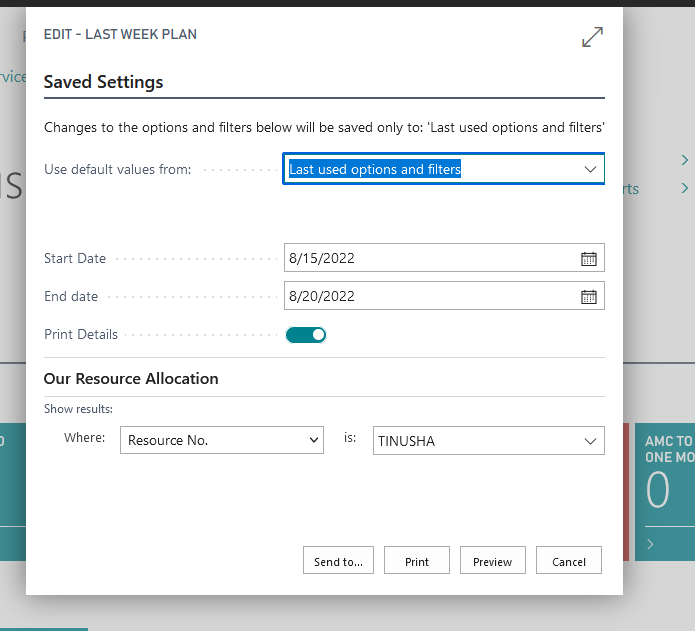 EDIT - LAST WEEK PLAN
Saved Settings
Changes to the options and filters below will be saved only to: 'Last used options and filters'
Use default values from: Last used options and filters
Start Date 8/15/2022
End date 8/20/2022
Print Details
Our Resource Allocation
Show results:
Where: Resource No. is: TINUSHA
Send to... Print Preview Cancel
AMC TO
ONE MO
0